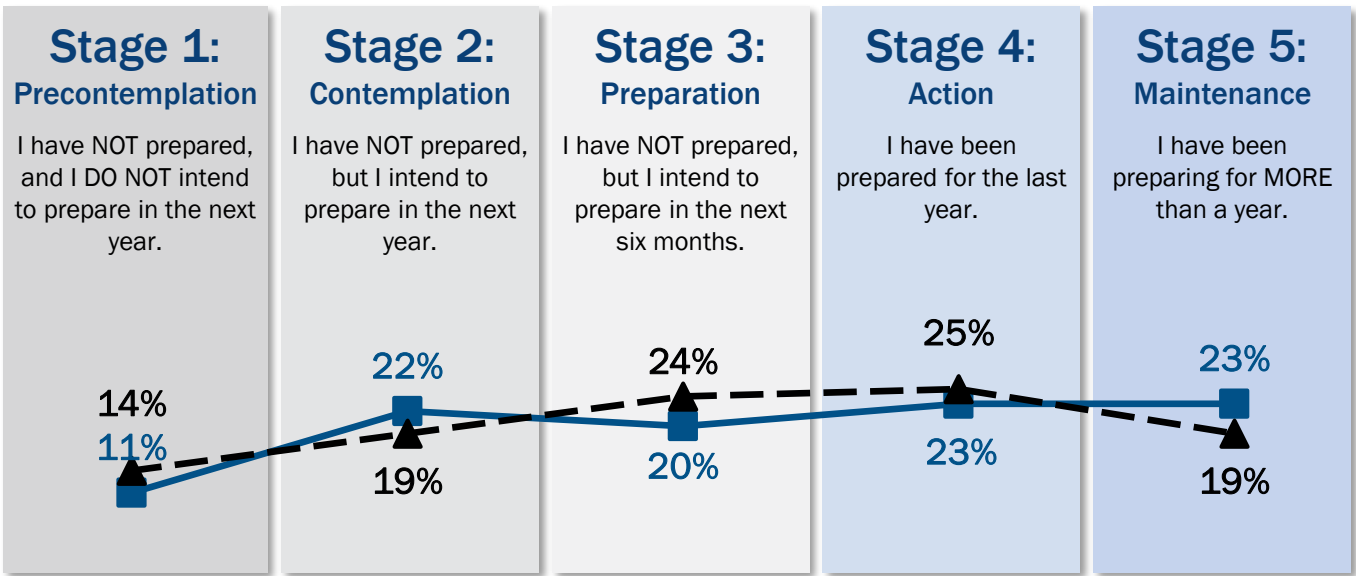 Stage 1:
Precontemplation
I have NOT prepared,
and I DO NOT intend
to prepare in the next
year.
14%
11%
Stage 2:
Contemplation
I have NOT prepared,
but I intend to
prepare in the next
year.
22%
19%
Stage 3:
Preparation
I have NOT prepared,
but I intend to
prepare in the next
six months.
24%
20%
Stage 4:
Action
I have been
prepared for the last
year.
25%
23%
Stage 5:
Maintenance
I have been
preparing for MORE
than a year.
23%
19%